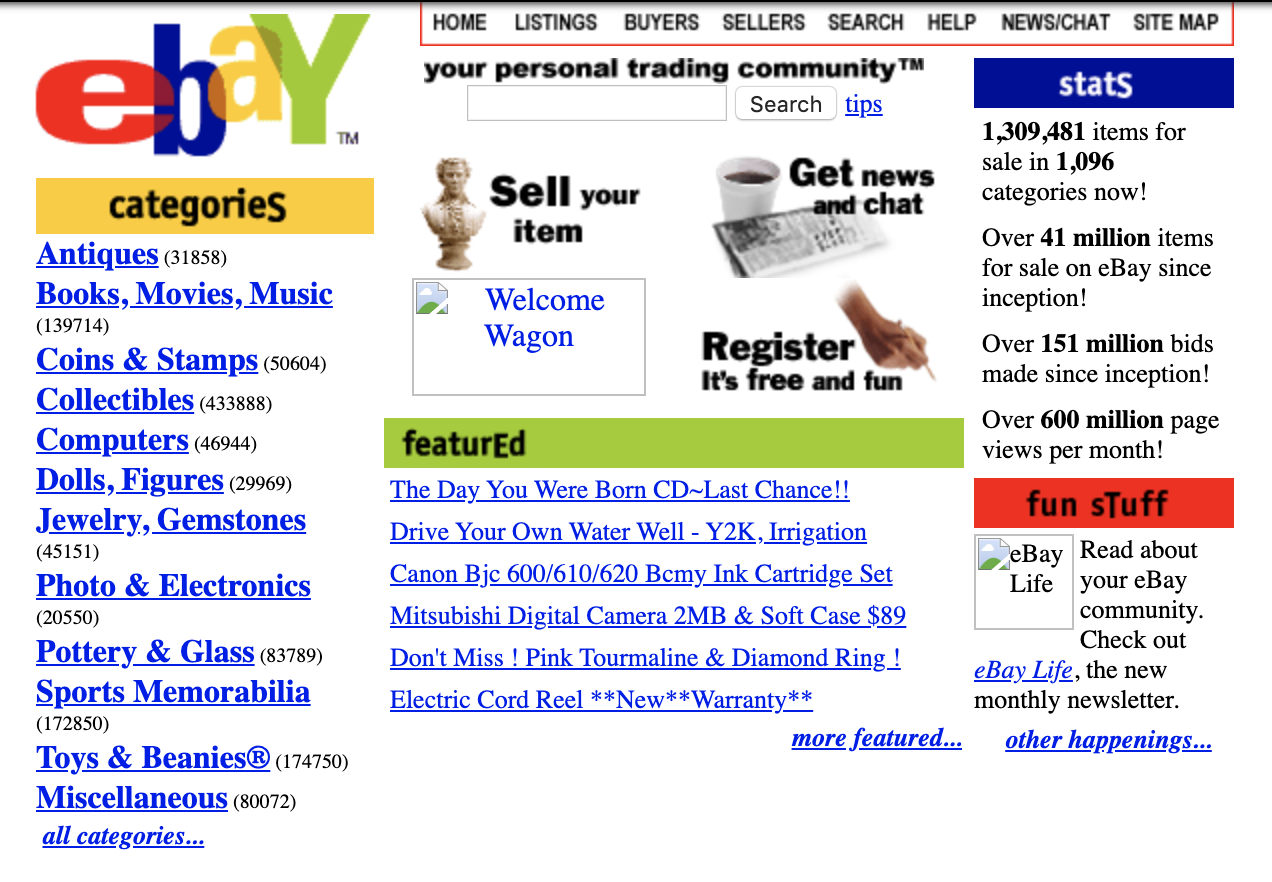 ebaY™
HOME LISTINGS BUYERS SELLERS SEARCH HELP NEWS/CHAT SITE MAP
your personal trading community™
Search tips
categorieS
Antiques (31858)
Books, Movies, Music
(139714)
Coins & Stamps (50604)
Collectibles (433888)
Computers (46944)
Dolls, Figures (29969)
Jewelry, Gemstones
(45151)
Photo & Electronics
(20550)
Pottery & Glass (83789)
Sports Memorabilia
(172850)
Toys & Beanies® (174750)
Miscellaneous (80072)
all categories...
Sell your
item
Get news
and chat
Welcome
Wagon
Register
It's free and fun
featurEd
The Day You Were Born CD~Last Chance!!
Drive Your Own Water Well - Y2K, Irrigation
Canon Bjc 600/610/620 Bcmy Ink Cartridge Set
Mitsubishi Digital Camera 2MB & Soft Case $89
Don't Miss ! Pink Tourmaline & Diamond Ring !
Electric Cord Reel **New**Warranty**
more featured...
statS
1,309,481 items for
sale in 1,096
categories now!
Over 41 million items
for sale on eBay since
inception!
Over 151 million bids
made since inception!
Over 600 million page
views per month!
fun sTuff
eBay
Life
Read about
your eBay
community.
Check out
eBay Life, the new
monthly newsletter.
other happenings...